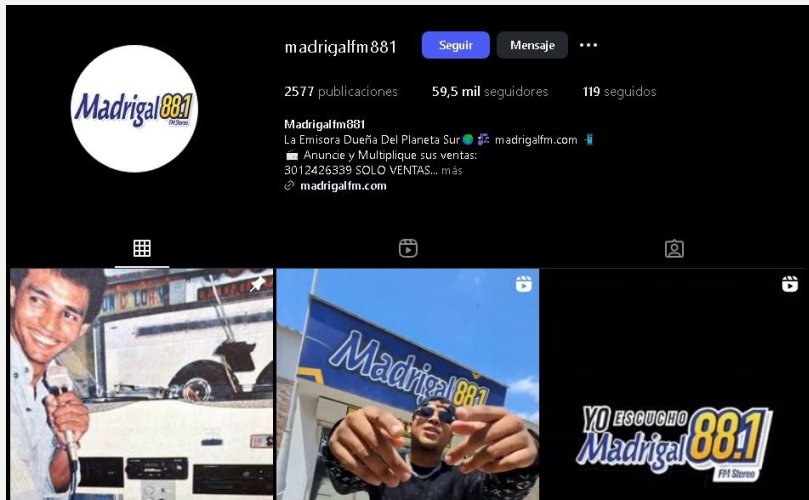 madrigalfm881 Seguir Mensaje
2577 publicaciones 59,5 mil seguidores 119 seguidos
Madrigal 88.1
FM Stereo
Madrigalfm881
La Emisora Dueña Del Planeta Sur madrigalfm.com
Anuncie y Multiplique sus ventas:
3012426339 SOLO VENTAS... más
madrigalfm.com
Madrigal 88.1
YO ESCUCHO
Madrigal 88.1
FM Stereo